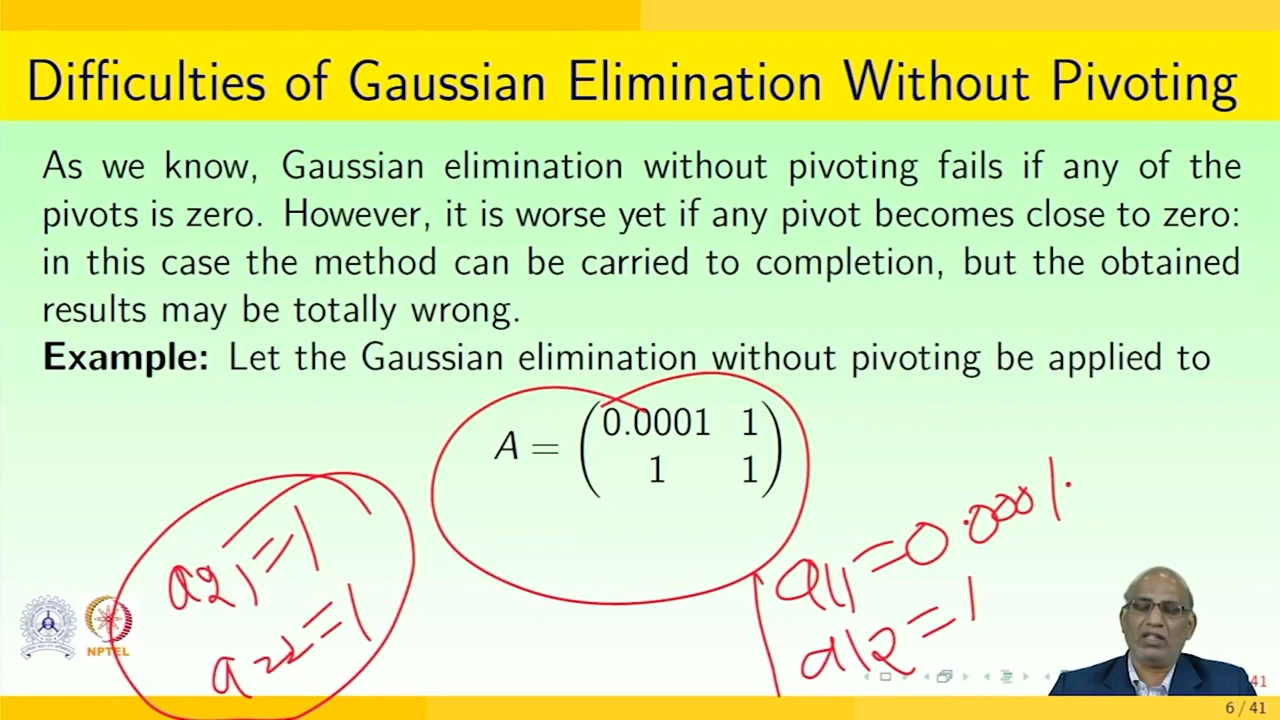 Difficulties of Gaussian Elimination Without Pivoting
As we know, Gaussian elimination without pivoting fails if any of the
pivots is zero. However, it is worse yet if any pivot becomes close to zero:
in this case the method can be carried to completion, but the obtained
results may be totally wrong.
Example: Let the Gaussian elimination without pivoting be applied to
A = (0.0001 1
1 1)
a21=1
a22=1
a11=0.0001.
a12=1
NPTEL
41
6 / 41